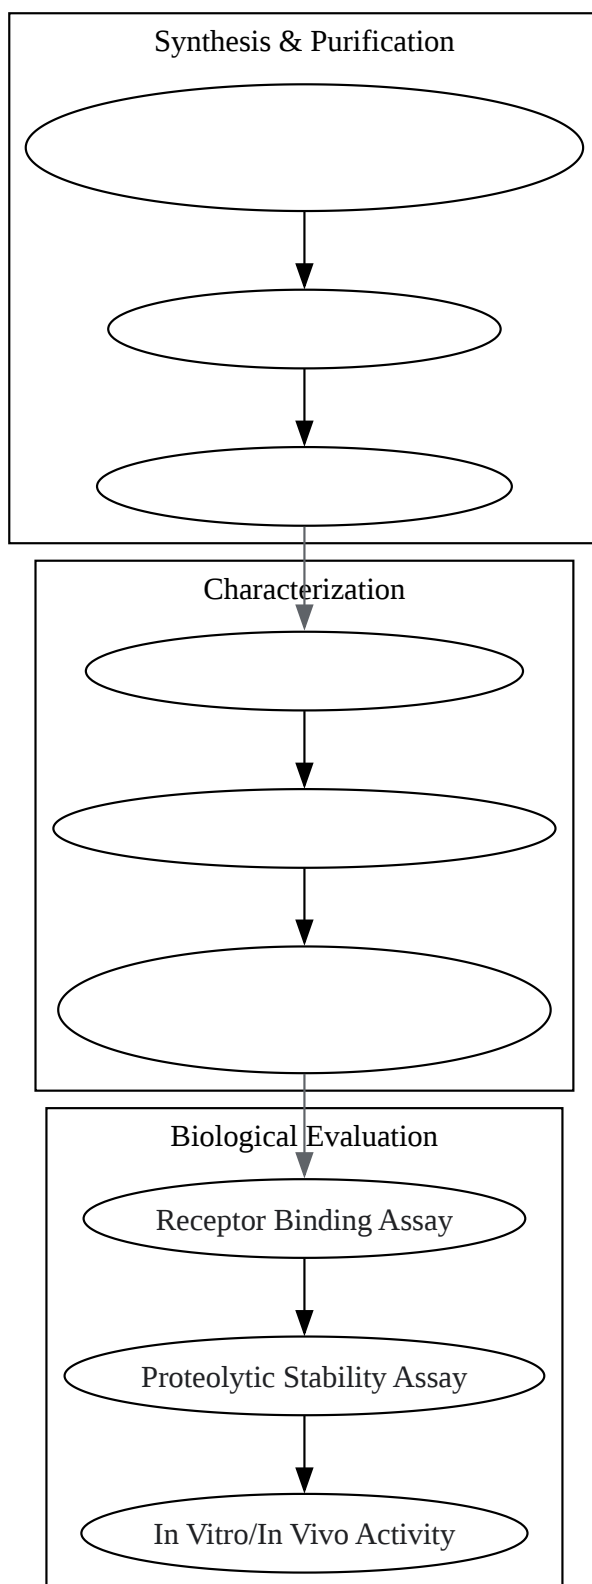 Synthesis & Purification
Characterization
Biological Evaluation
Receptor Binding Assay
Proteolytic Stability Assay
In Vitro/In Vivo Activity